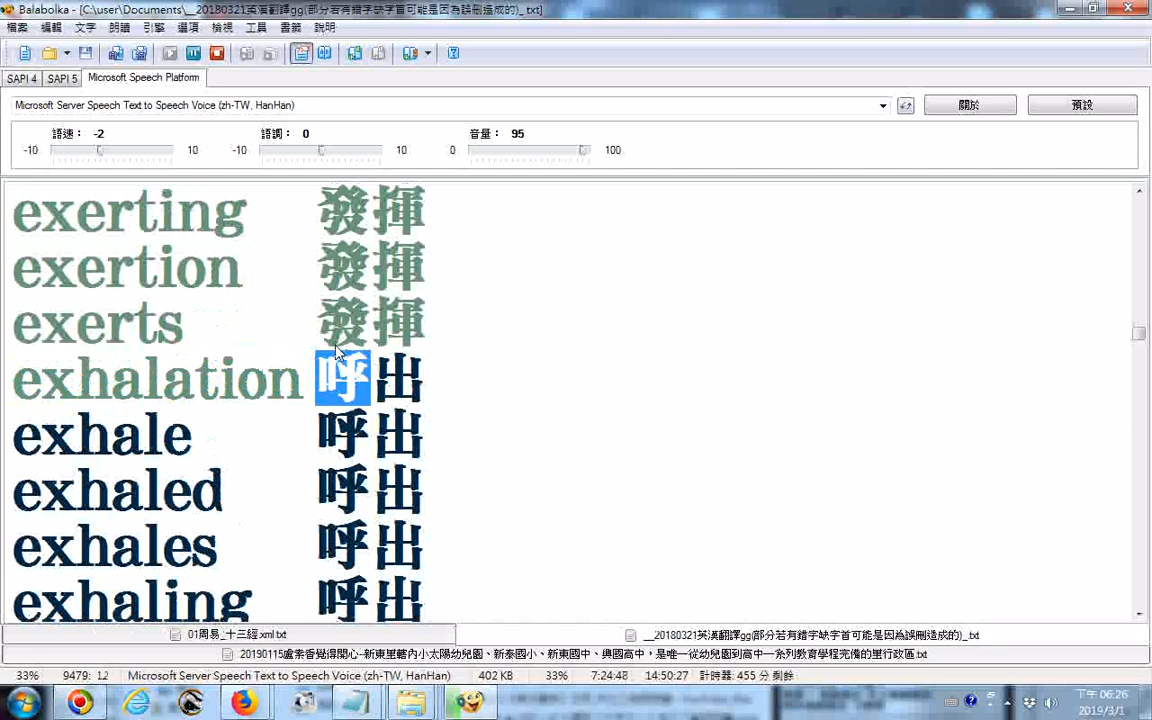 Balabolka - [C:\user\Documents\__20180321英漢翻譯gg(部分若有錯字缺字首可能是因為誤刪造成的)_.txt]
檔案 編輯 文字 朗讀 引擎 選項 檢視 工具 書籤 說明
SAPI 4 SAPI 5 Microsoft Speech Platform
Microsoft Server Speech Text to Speech Voice (zh-TW, HanHan) 關於 預設
語速： -2 語調： 0 音量： 95
-10 10 -10 10 0 100
exerting 發揮
exertion 發揮
exerts 發揮
exhalation 呼出
exhale 呼出
exhaled 呼出
exhales 呼出
exhaling 呼出
01周易_十三經.xml.txt __20180321英漢翻譯gg(部分若有錯字缺字首可能是因為誤刪造成的)_.txt
20190115盧素香覺得開心--新東里轄內小太陽幼兒園、新泰國小、新東國中、興國高中，是唯一從幼兒園到高中一系列教育學程完備的里行政區.txt
33% 9479: 12 Microsoft Server Speech Text to Speech Voice (zh-TW, HanHan) 402 KB 33% 7:24:48 14:50:27 計時器: 455 分 剩餘
下午 06:26
2019/3/1